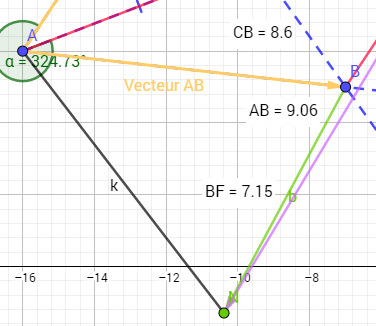 CB = 8.6
A
α = 324.73°
B
Vecteur AB
AB = 9.06
k
BF = 7.15
b
−16
−14
−12
−10
−8